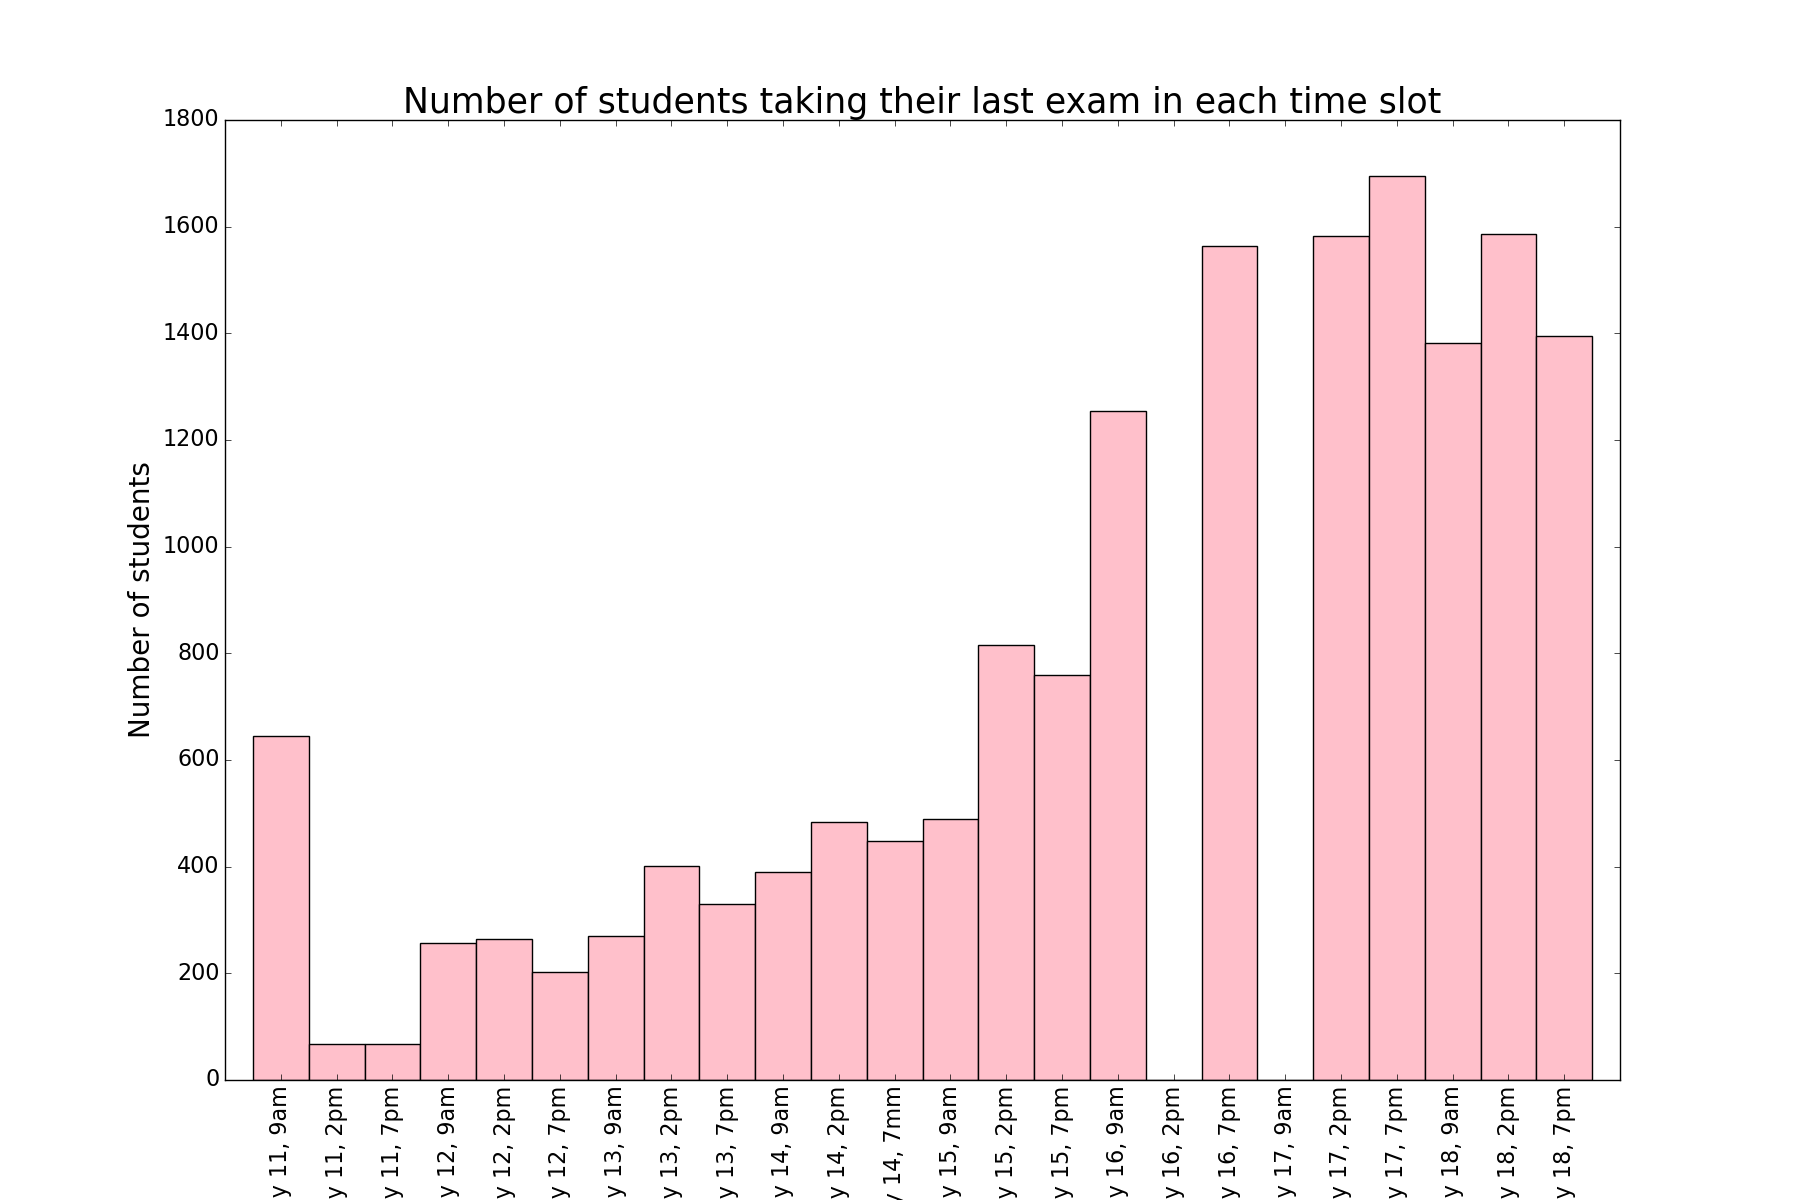 Number of students taking their last exam in each time slot
Number of students
1800
1600
1400
1200
1000
800
600
400
200
0
y 11, 9am
y 11, 2pm
y 11, 7pm
y 12, 9am
y 12, 2pm
y 12, 7pm
y 13, 9am
y 13, 2pm
y 13, 7pm
y 14, 9am
y 14, 2pm
y 14, 7mm
y 15, 9am
y 15, 2pm
y 15, 7pm
y 16, 9am
y 16, 2pm
y 16, 7pm
y 17, 9am
y 17, 2pm
y 17, 7pm
y 18, 9am
y 18, 2pm
y 18, 7pm